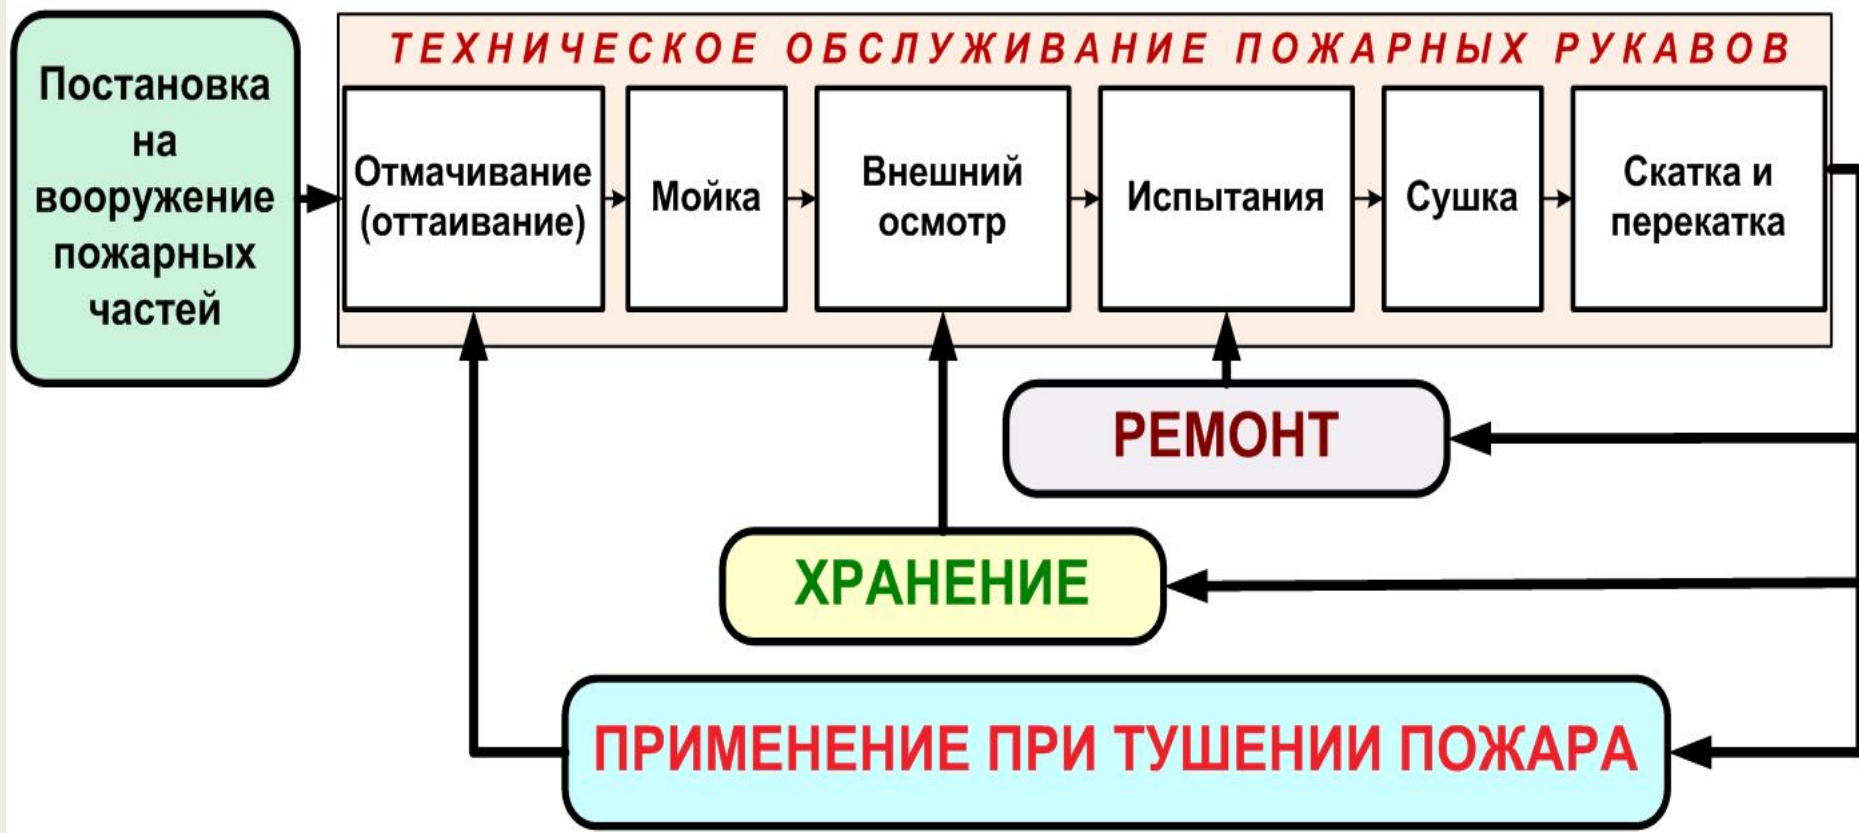 ТЕХНИЧЕСКОЕ ОБСЛУЖИВАНИЕ ПОЖАРНЫХ РУКАВОВ
Постановка
на
вооружение
пожарных
частей
Отмачивание
(оттаивание)
Мойка
Внешний
осмотр
Испытания
Сушка
Скатка и
перекатка
РЕМОНТ
ХРАНЕНИЕ
ПРИМЕНЕНИЕ ПРИ ТУШЕНИИ ПОЖАРА